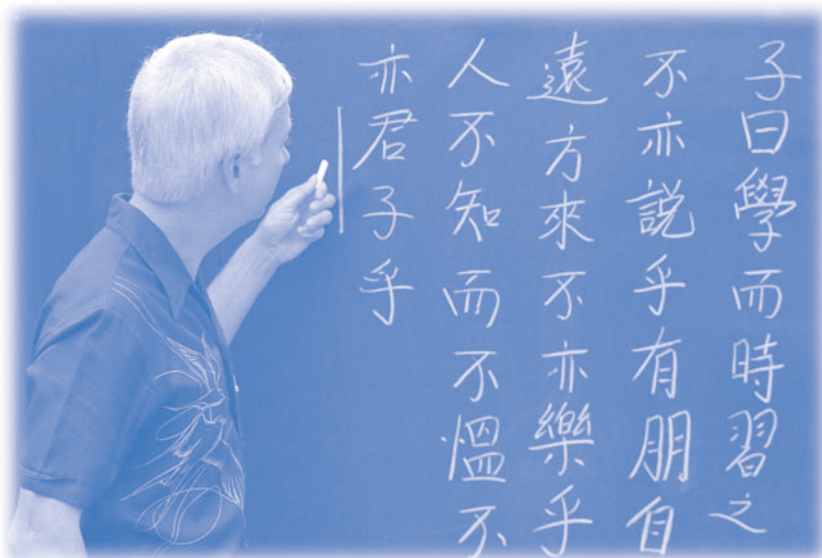 子曰學而時習之
不亦説乎有朋自
遠方來不亦樂乎
人不知而不慍不
亦君子乎